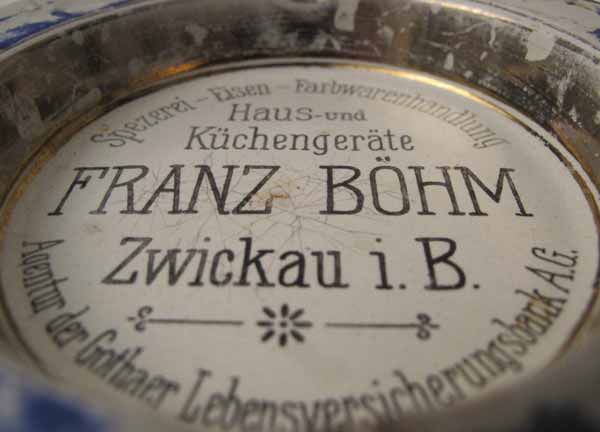 Spezerei - Eisen - Farbwarenhandlung
Haus- und
Küchengeräte
FRANZ BÖHM
Zwickau i. B.
Agentur der Gothaer Lebensversicherungsbank A.G.